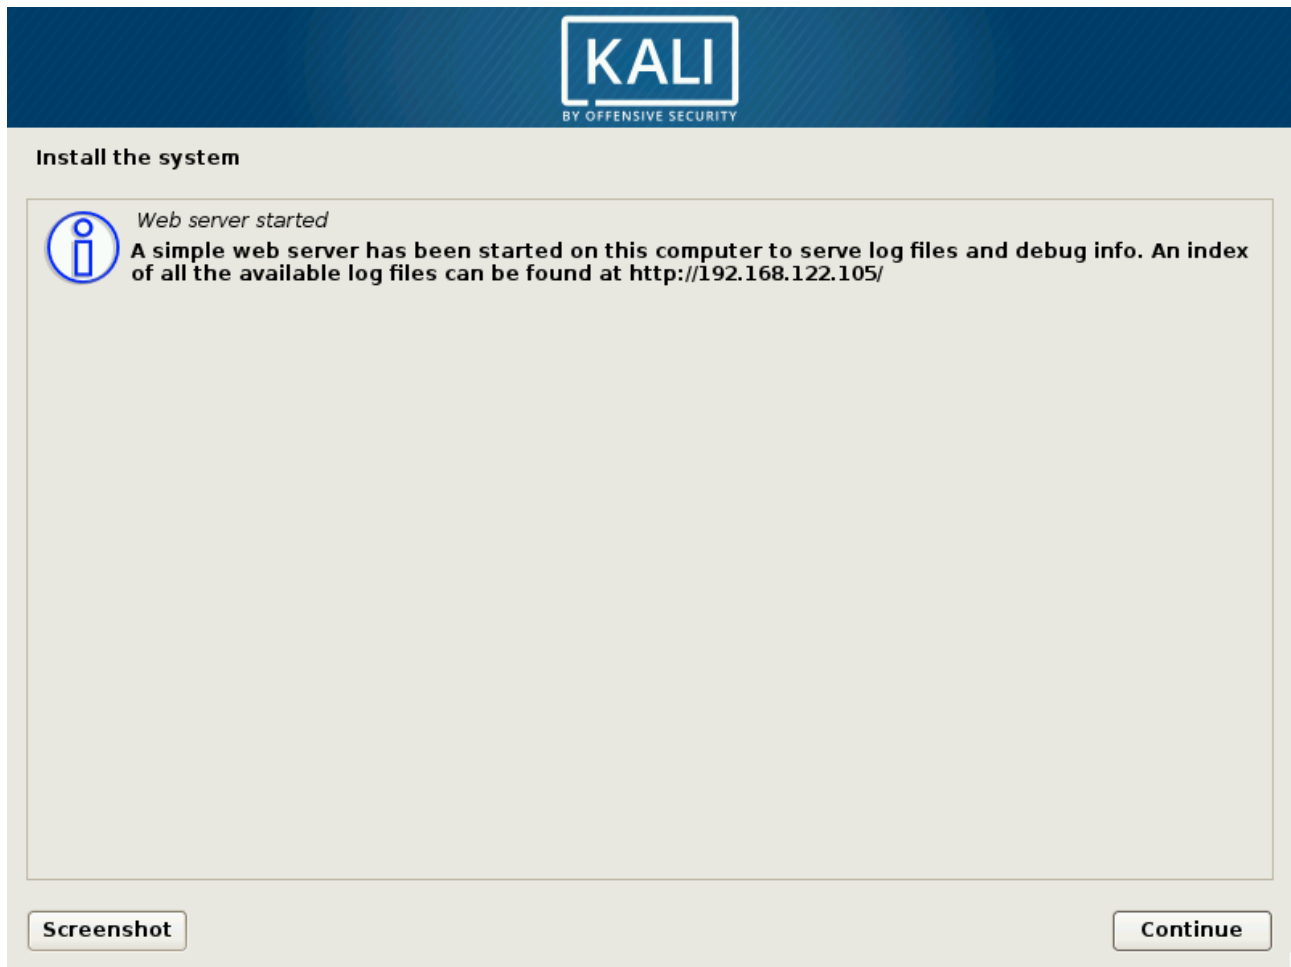 KALI
BY OFFENSIVE SECURITY
Install the system
Web server started
A simple web server has been started on this computer to serve log files and debug info. An index
of all the available log files can be found at http://192.168.122.105/
Screenshot
Continue